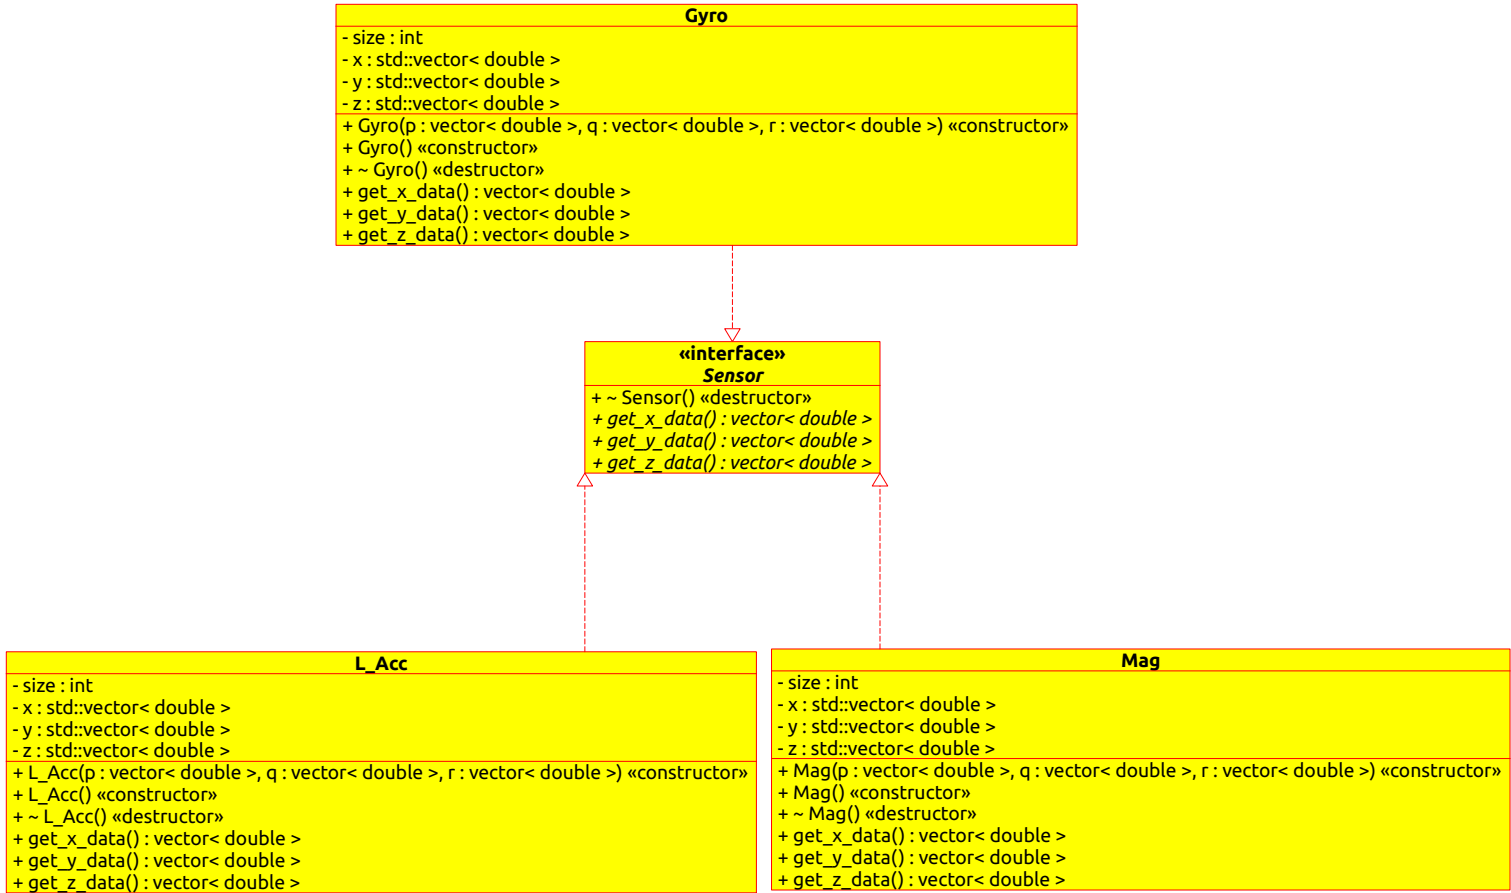 Gyro
- size : int
- x : std::vector< double >
- y : std::vector< double >
- z : std::vector< double >
+ Gyro(p : vector< double >, q : vector< double >, r : vector< double >) «constructor»
+ Gyro() «constructor»
+ ~ Gyro() «destructor»
+ get_x_data() : vector< double >
+ get_y_data() : vector< double >
+ get_z_data() : vector< double >
«interface»
Sensor
+ ~ Sensor() «destructor»
+ get_x_data() : vector< double >
+ get_y_data() : vector< double >
+ get_z_data() : vector< double >
L_Acc
- size : int
- x : std::vector< double >
- y : std::vector< double >
- z : std::vector< double >
+ L_Acc(p : vector< double >, q : vector< double >, r : vector< double >) «constructor»
+ L_Acc() «constructor»
+ ~ L_Acc() «destructor»
+ get_x_data() : vector< double >
+ get_y_data() : vector< double >
+ get_z_data() : vector< double >
Mag
- size : int
- x : std::vector< double >
- y : std::vector< double >
- z : std::vector< double >
+ Mag(p : vector< double >, q : vector< double >, r : vector< double >) «constructor»
+ Mag() «constructor»
+ ~ Mag() «destructor»
+ get_x_data() : vector< double >
+ get_y_data() : vector< double >
+ get_z_data() : vector< double >